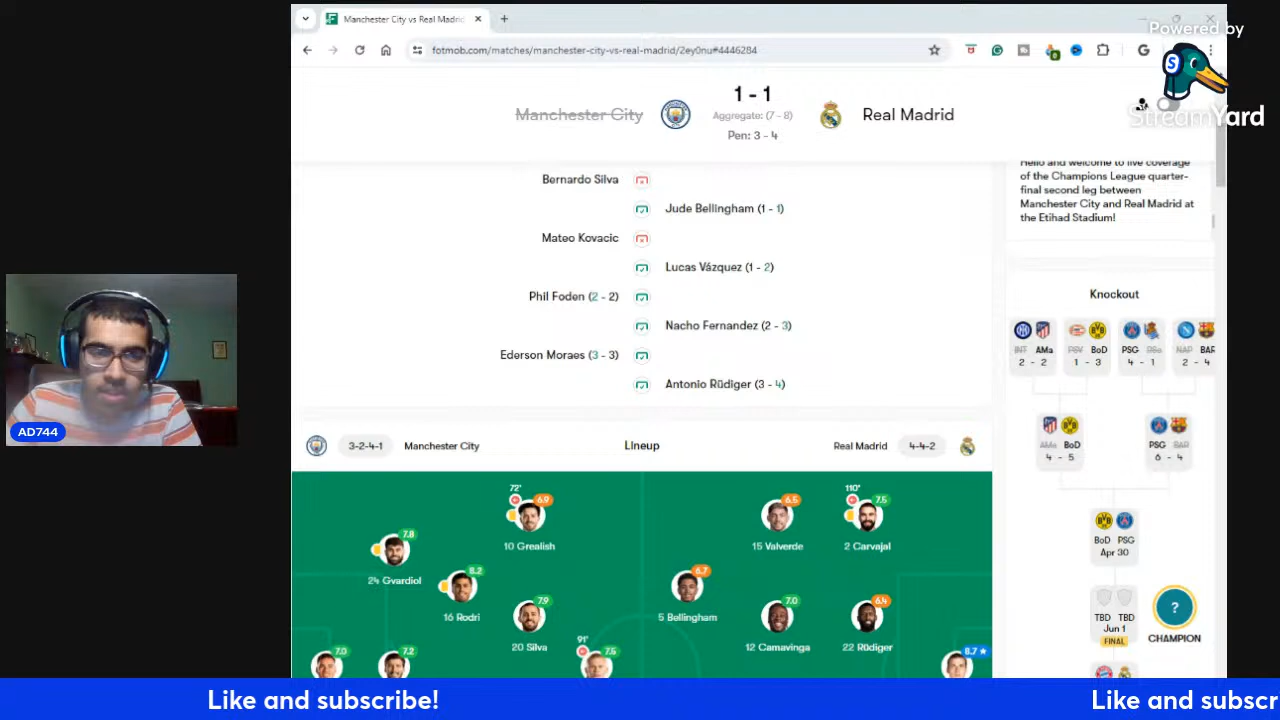 Manchester City vs Real Madrid
fotmob.com/matches/manchester-city-vs-real-madrid/2ey0nu#4446284
Powered by
StreamYard
Manchester City
1 - 1
Aggregate: (7 - 8)
Pen: 3 - 4
Real Madrid
Bernardo Silva
Jude Bellingham (1 - 1)
Mateo Kovacic
Lucas Vázquez (1 - 2)
Phil Foden (2 - 2)
Nacho Fernandez (2 - 3)
Ederson Moraes (3 - 3)
Antonio Rüdiger (3 - 4)
Hello and welcome to live coverage
of the Champions League quarter-
final second leg between
Manchester City and Real Madrid at
the Etihad Stadium!
Knockout
INT AMa PSV BoD PSG RSo NAP BAR
2 - 2 1 - 3 4 - 1 2 - 4
AMa BoD PSG BAR
4 - 5 6 - 4
BoD PSG
Apr 30
TBD TBD
Jun 1
FINAL
?
CHAMPION
3-2-4-1 Manchester City Lineup Real Madrid 4-4-2
72' 6.9
10 Grealish
7.8
24 Gvardiol
8.2
16 Rodri
7.9
20 Silva
91'
7.5
7.0
7.2
6.5
15 Valverde
110' 7.5
2 Carvajal
6.7
5 Bellingham
7.0
12 Camavinga
6.4
22 Rüdiger
8.7
AD744
Like and subscribe!
Like and subscr